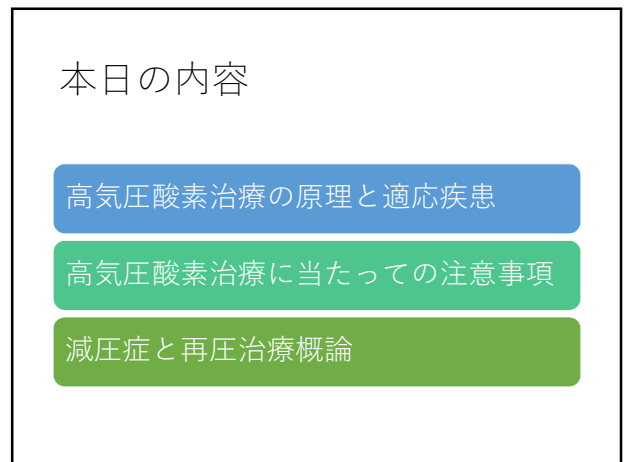 本日の内容
高気圧酸素治療の原理と適応疾患
高気圧酸素治療に当たっての注意事項
減圧症と再圧治療概論